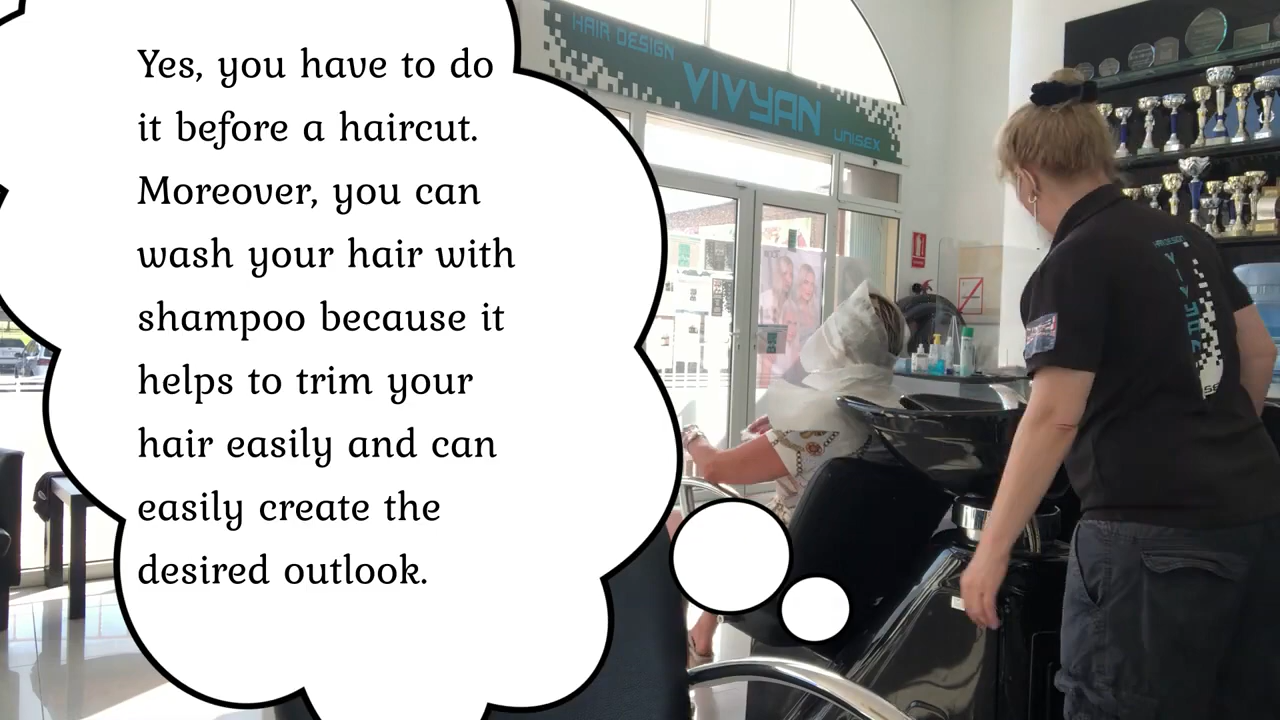 Yes, you have to do
it before a haircut.
Moreover, you can
wash your hair with
shampoo because it
helps to trim your
hair easily and can
easily create the
desired outlook.
HAIR DESIGN
VIVYAN
UNISEX